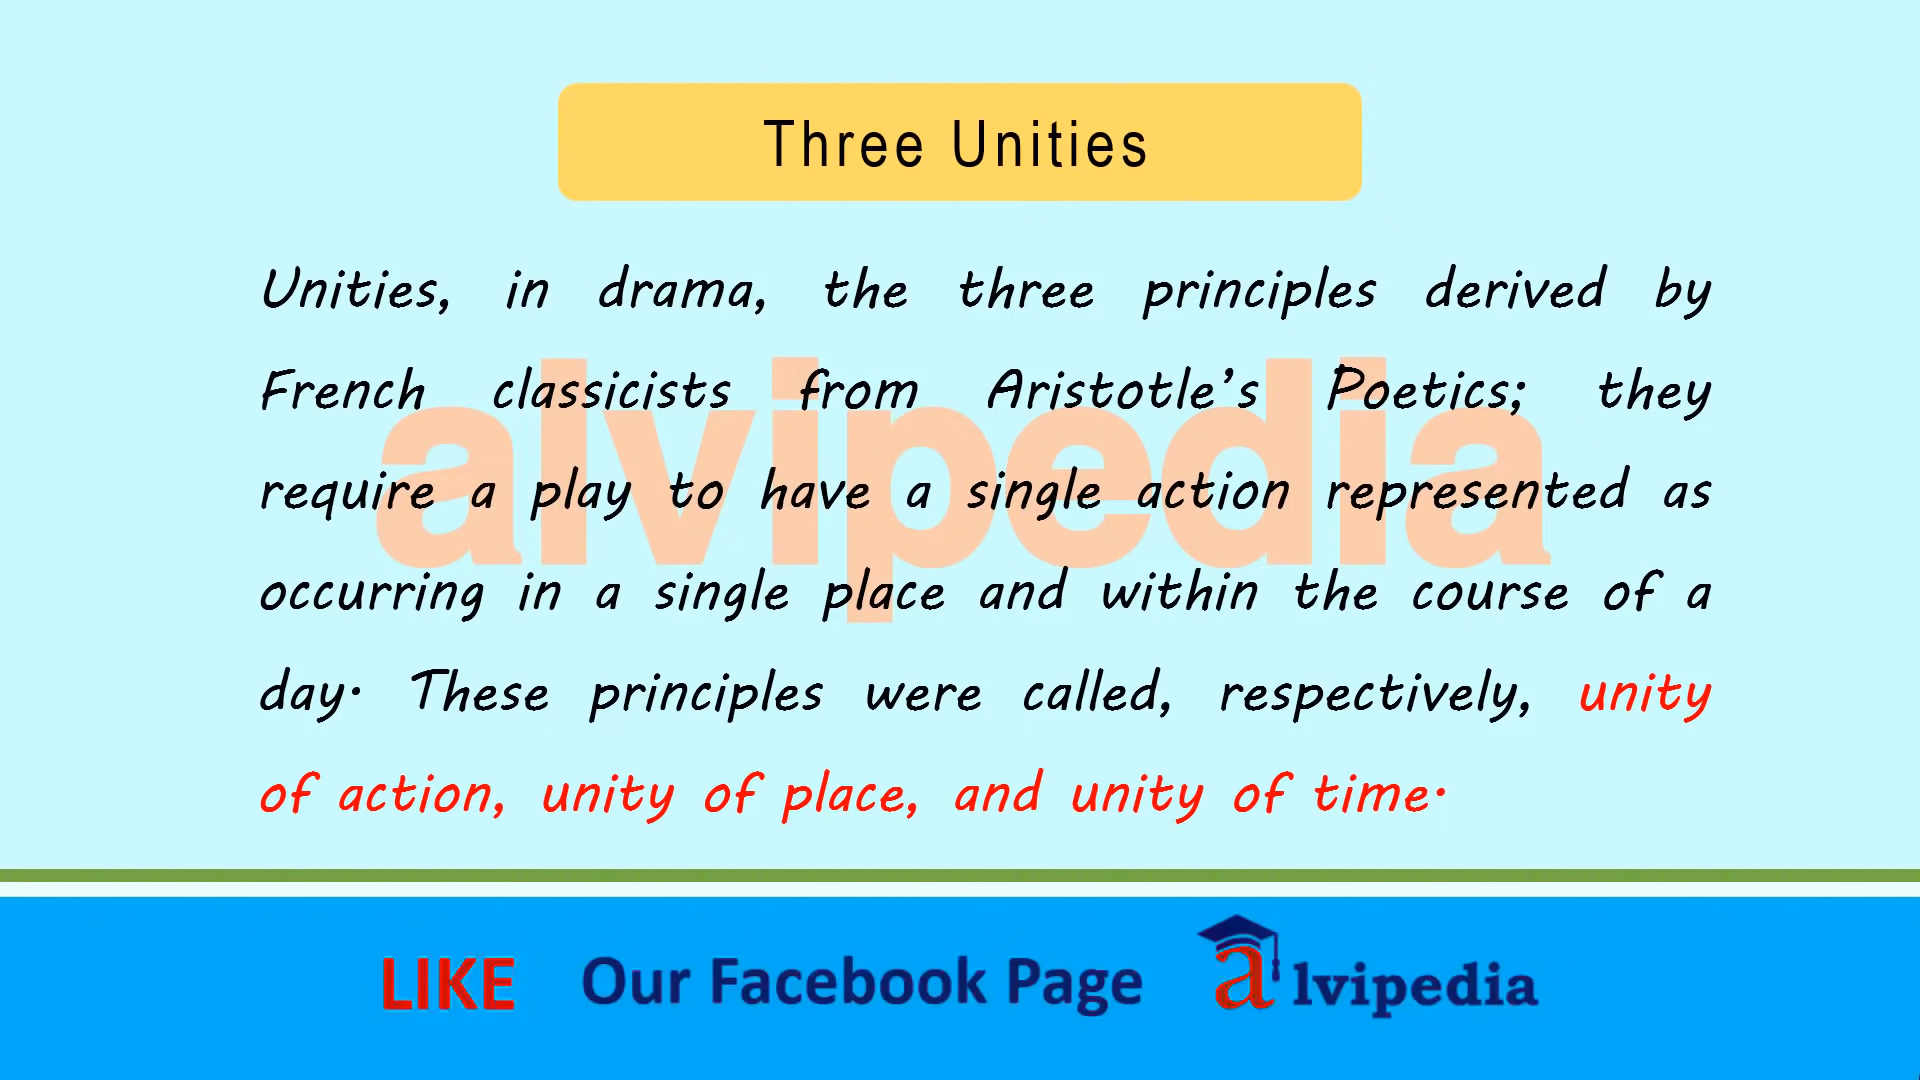 Three Unities
Unities, in drama, the three principles derived by
French classicists from Aristotle’s Poetics; they
alvipedia
require a play to have a single action represented as
occurring in a single place and within the course of a
day. These principles were called, respectively, unity
of action, unity of place, and unity of time.
LIKE Our Facebook Page alvipedia